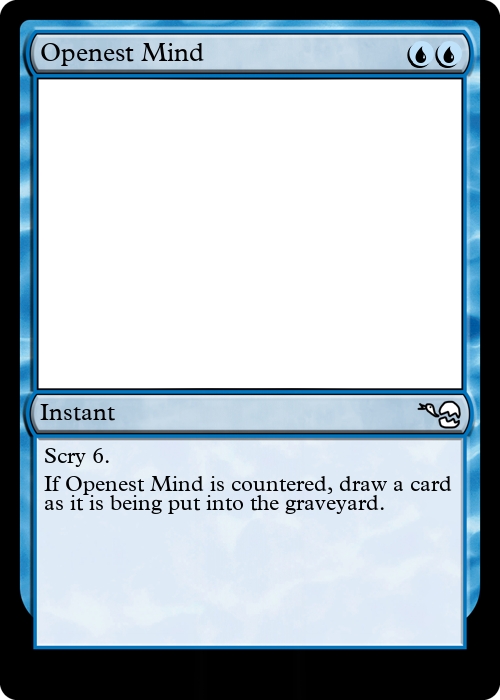 Openest Mind
Instant
Scry 6.
If Openest Mind is countered, draw a card
as it is being put into the graveyard.